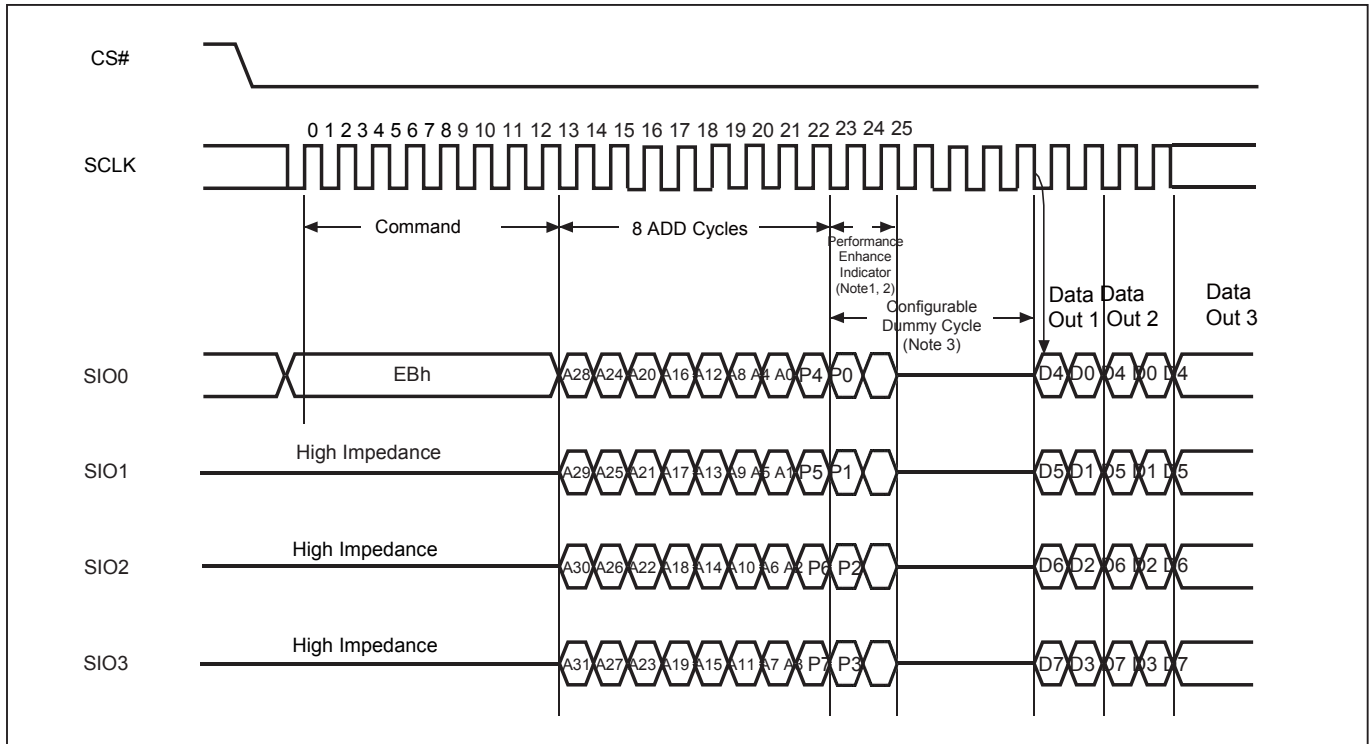 CS#
0 1 2 3 4 5 6 7 8 9 10 11 12 13 14 15 16 17 18 19 20 21 22 23 24 25
SCLK
Command
8 ADD Cycles
Performance
Enhance
Indicator
(Note1, 2)
Configurable
Dummy Cycle
(Note 3)
Data Data Data
Out 1 Out 2 Out 3
SIO0 EBh A28 A24 A20 A16 A12 A8 A4 A0 P4 P0 D4 D0 D4 D0 D4
High Impedance
SIO1 A29 A25 A21 A17 A13 A9 A5 A1 P5 P1 D5 D1 D5 D1 D5
High Impedance
SIO2 A30 A26 A22 A18 A14 A10 A6 A2 P6 P2 D6 D2 D6 D2 D6
High Impedance
SIO3 A31 A27 A23 A19 A15 A11 A7 A3 P7 P3 D7 D3 D7 D3 D7